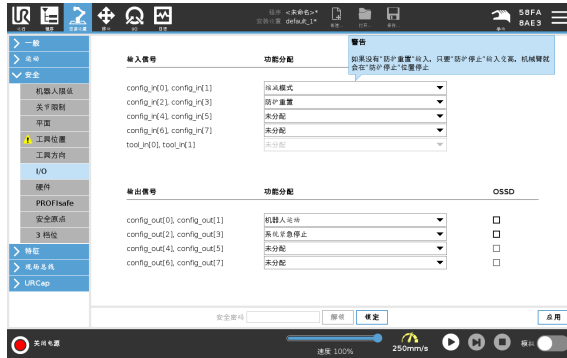 程序 <未命名>*
安装设置 default_1*
新建...
打开...
保存...
58FA
8AE3
运行
程序
安装设置
移动
I/O
日志
一般
运动
安全
机器人限值
关节限制
平面
工具位置
工具方向
I/O
硬件
PROFIsafe
安全原点
3 档位
特征
现场总线
URCap
警告
如果没有"防护重置"输入，只要"防护停止"输入变高，机械臂就
会在"防护停止"位置停止
输入信号 功能分配
config_in[0], config_in[1] 缩减模式
config_in[2], config_in[3] 防护重置
config_in[4], config_in[5] 未分配
config_in[6], config_in[7] 未分配
tool_in[0], tool_in[1] 未分配
输出信号 功能分配 OSSD
config_out[0], config_out[1] 机器人运动
config_out[2], config_out[3] 系统紧急停止
config_out[4], config_out[5] 未分配
config_out[6], config_out[7] 未分配
安全密码 解锁 锁定 应用
关闭电源
速度 100%
250mm/s
模拟